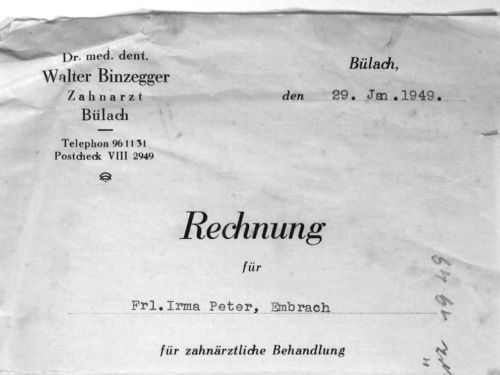 Dr. med. dent.
Walter Binzegger
Zahnarzt
Bülach
Telephon 96 11 31
Postcheck VIII 2949
Bülach,
den 29. Jan. 1949.
Rechnung
für
Frl. Irma Peter, Embrach
für zahnärztliche Behandlung
1949